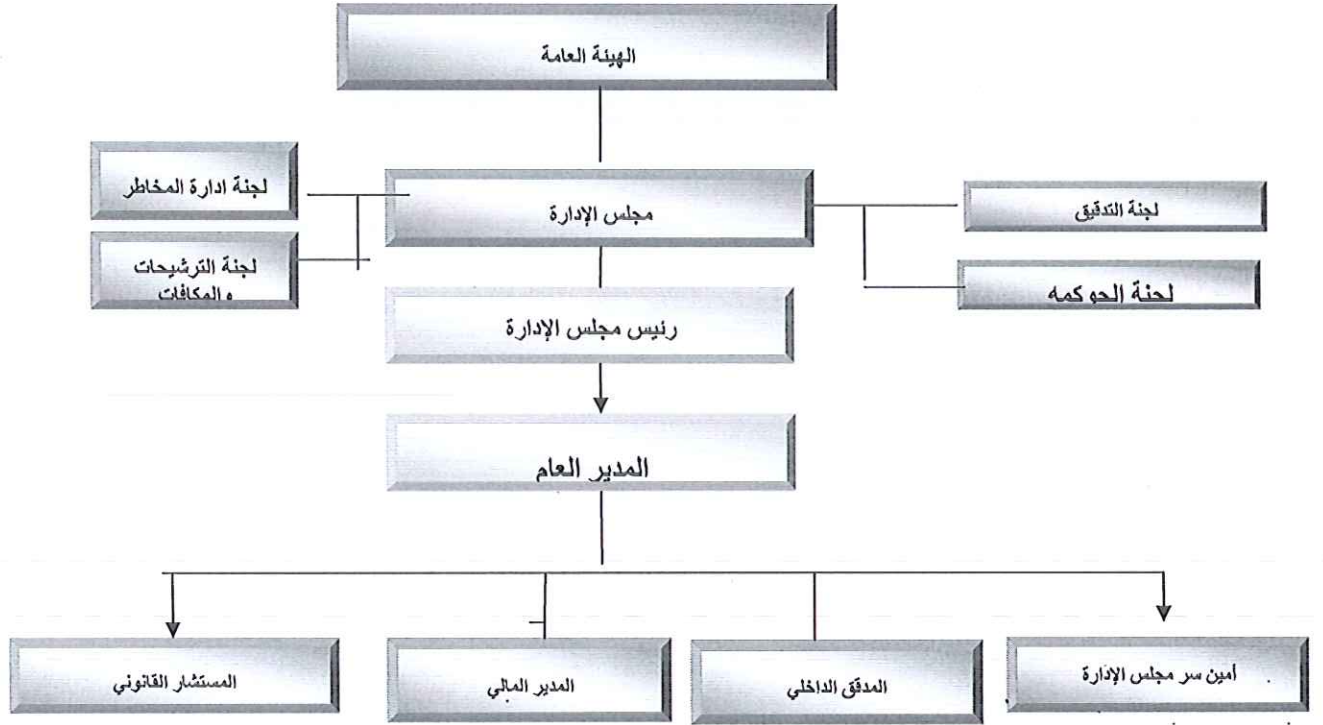 الهيئة العامة
لجنة ادارة المخاطر
مجلس الإدارة
لجنة التدقيق
لجنة الترشيحات
و المكافات
لجنة الحوكمه
رئيس مجلس الإدارة
المدير العام
أمين سر مجلس الإدارة
المدقق الداخلي
المدير المالي
المستشار القانوني